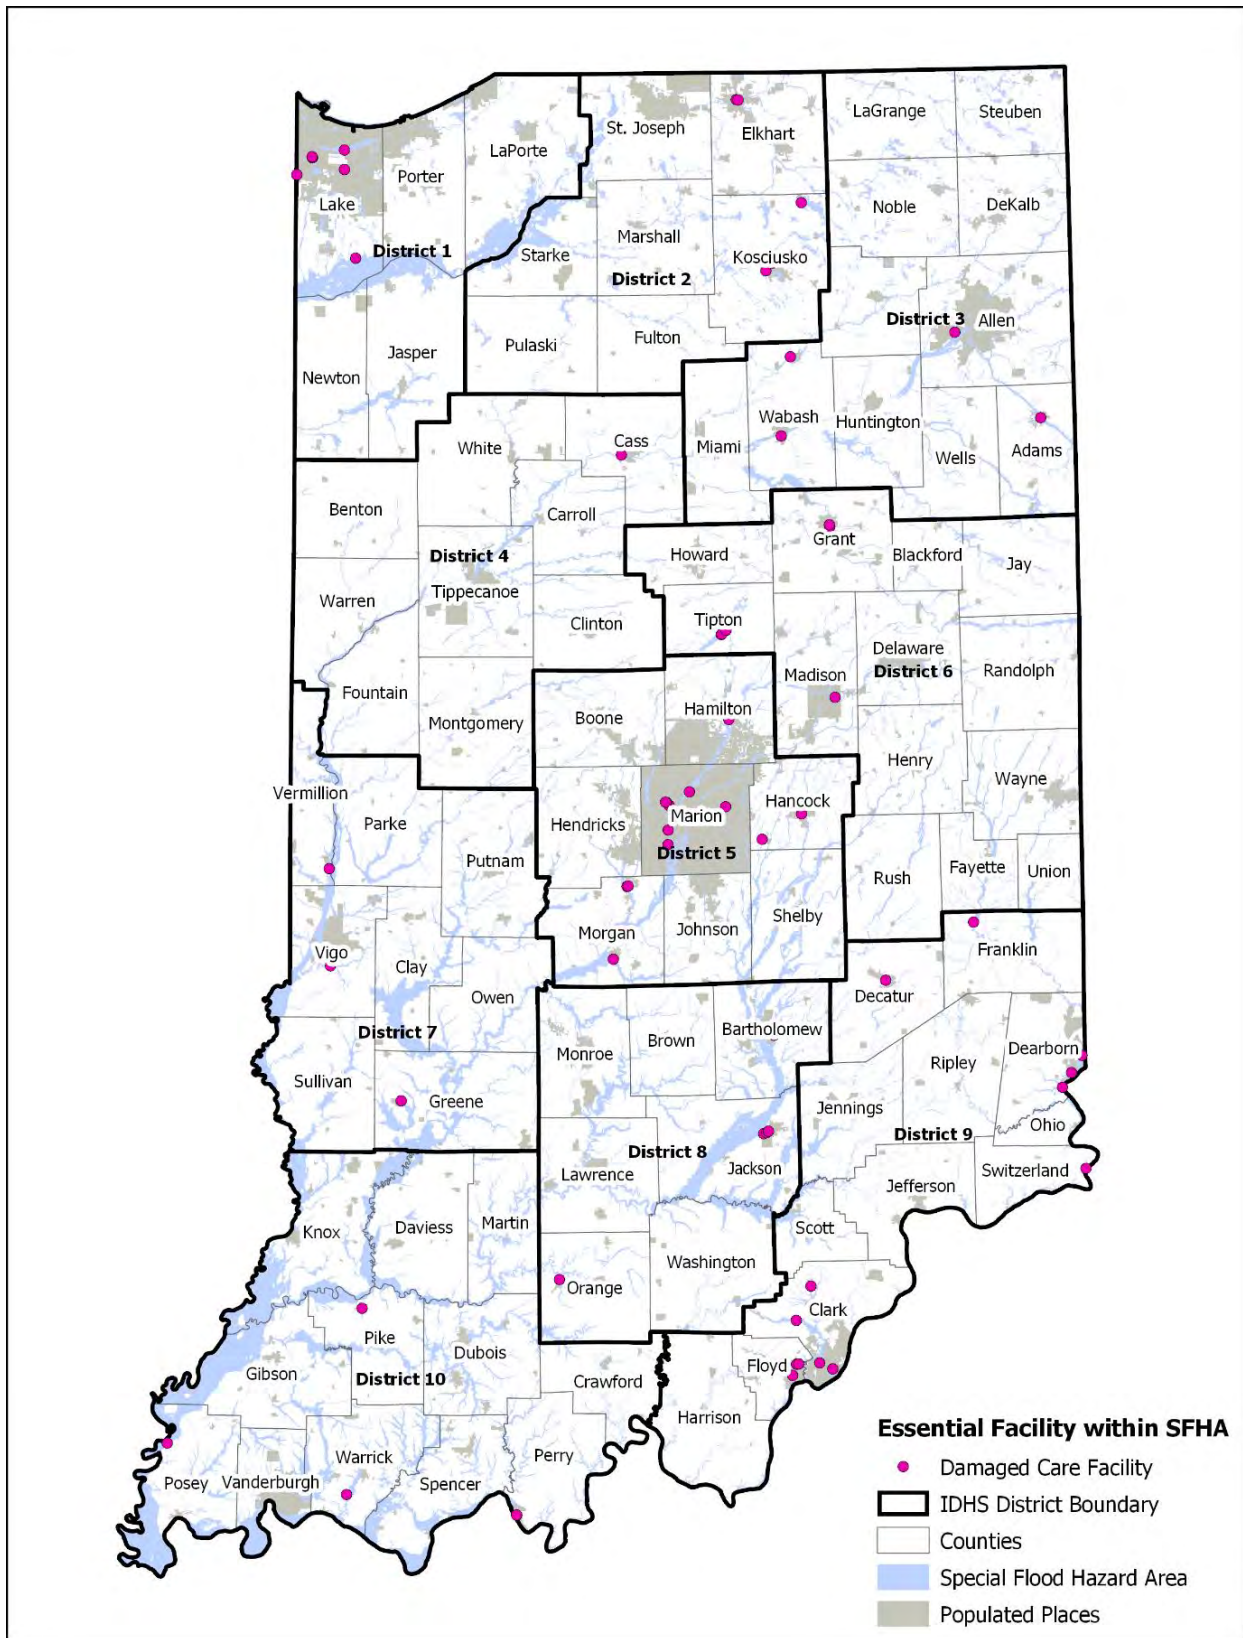 LaGrange
Steuben
St. Joseph
Elkhart
LaPorte
Porter
Lake
Noble
DeKalb
Marshall
Starke
District 1
Kosciusko
District 2
District 3
Allen
Fulton
Pulaski
Jasper
Newton
Wabash
Huntington
Miami
White
Cass
Wells
Adams
Benton
Carroll
Grant
Howard
Blackford
Jay
District 4
Tippecanoe
Warren
Clinton
Tipton
Delaware
District 6
Randolph
Madison
Fountain
Montgomery
Boone
Hamilton
Henry
Wayne
Vermillion
Parke
Hendricks
Marion
Hancock
District 5
Putnam
Rush
Fayette
Union
Shelby
Morgan
Johnson
Franklin
Vigo
Clay
Owen
Decatur
District 7
Monroe
Brown
Bartholomew
Dearborn
Ripley
Sullivan
Greene
Jennings
Ohio
District 9
District 8
Lawrence
Jackson
Switzerland
Jefferson
Knox
Daviess
Martin
Scott
Washington
Orange
Clark
Pike
Dubois
Floyd
Gibson
District 10
Crawford
Harrison
Perry
Warrick
Posey
Vanderburgh
Spencer
Essential Facility within SFHA
Damaged Care Facility
IDHS District Boundary
Counties
Special Flood Hazard Area
Populated Places